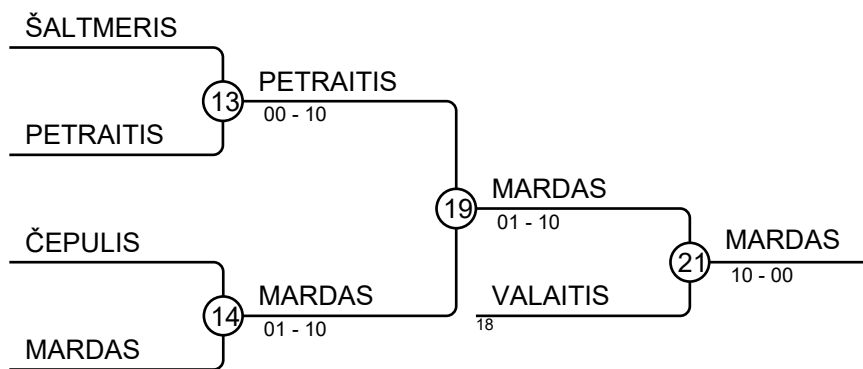 ŠALTMERIS
13
PETRAITIS
00 - 10
PETRAITIS
19
MARDAS
01 - 10
ČEPULIS
14
MARDAS
01 - 10
MARDAS
21
MARDAS
10 - 00
VALAITIS
18